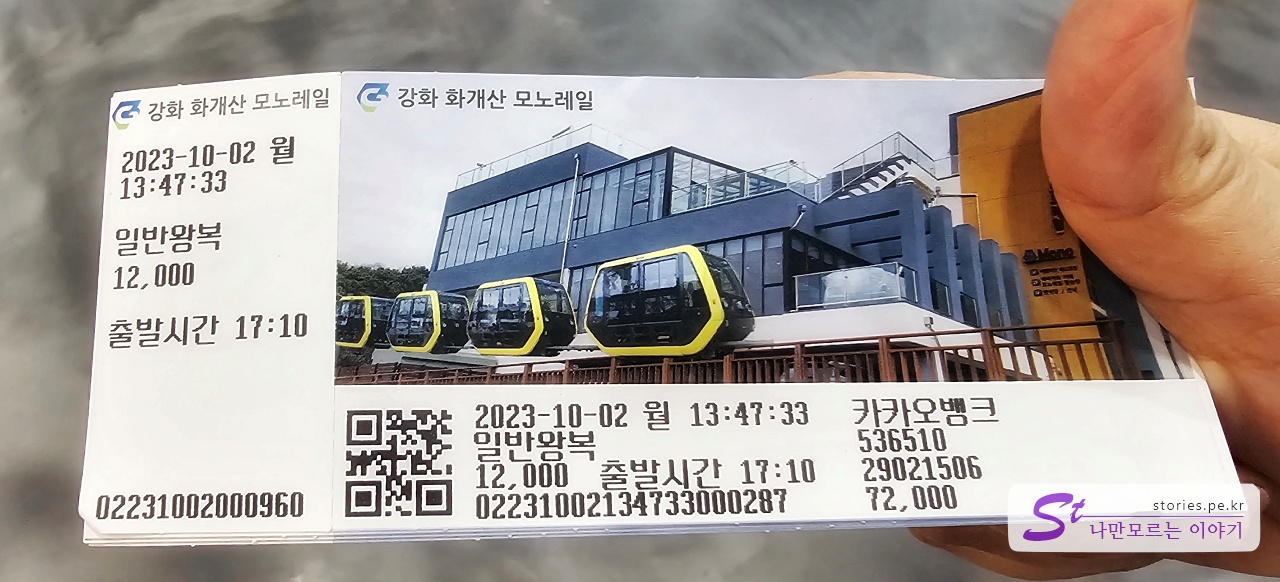 강화 화개산 모노레일
2023-10-02 월
13:47:33
일반왕복
12,000
출발시간 17:10
02231002000960
강화 화개산 모노레일
Mono
2023-10-02 월 13:47:33
일반왕복
12,000 출발시간 17:10
02231002134733000287
카카오뱅크
536510
29021506
72,000
St
stories.pe.kr
나만모르는 이야기